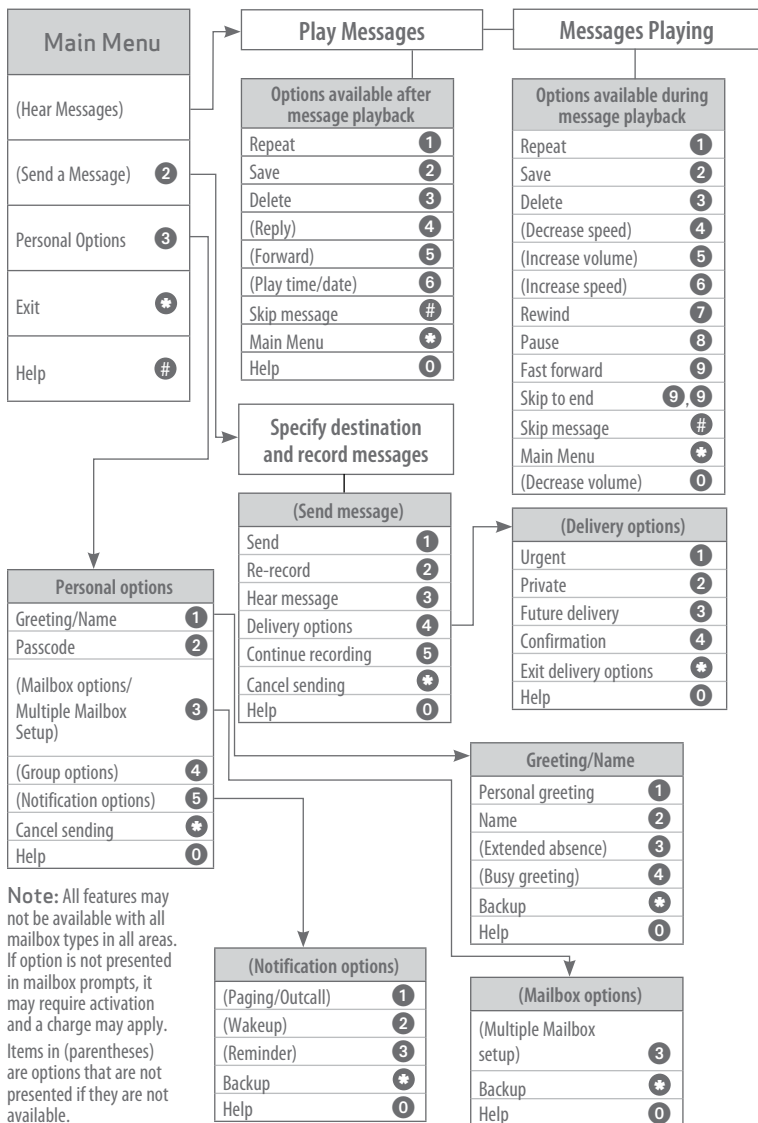 Main Menu
(Hear Messages)
(Send a Message) 2
Personal Options 3
Exit *
Help #
Play Messages
Options available after
message playback
Repeat 1
Save 2
Delete 3
(Reply) 4
(Forward) 5
(Play time/date) 6
Skip message #
Main Menu *
Help 0
Messages Playing
Options available during
message playback
Repeat 1
Save 2
Delete 3
(Decrease speed) 4
(Increase volume) 5
(Increase speed) 6
Rewind 7
Pause 8
Fast forward 9
Skip to end 9,9
Skip message #
Main Menu *
(Decrease volume) 0
Specify destination
and record messages
(Send message)
Send 1
Re-record 2
Hear message 3
Delivery options 4
Continue recording 5
Cancel sending *
Help 0
(Delivery options)
Urgent 1
Private 2
Future delivery 3
Confirmation 4
Exit delivery options *
Help 0
Personal options
Greeting/Name 1
Passcode 2
(Mailbox options/
Multiple Mailbox 3
Setup)
(Group options) 4
(Notification options) 5
Cancel sending *
Help 0
Greeting/Name
Personal greeting 1
Name 2
(Extended absence) 3
(Busy greeting) 4
Backup *
Help 0
Note: All features may
not be available with all
mailbox types in all areas.
If option is not presented
in mailbox prompts, it
may require activation
and a charge may apply.
Items in (parentheses)
are options that are not
presented if they are not
available.
(Notification options)
(Paging/Outcall) 1
(Wakeup) 2
(Reminder) 3
Backup *
Help 0
(Mailbox options)
(Multiple Mailbox
setup) 3
Backup *
Help 0